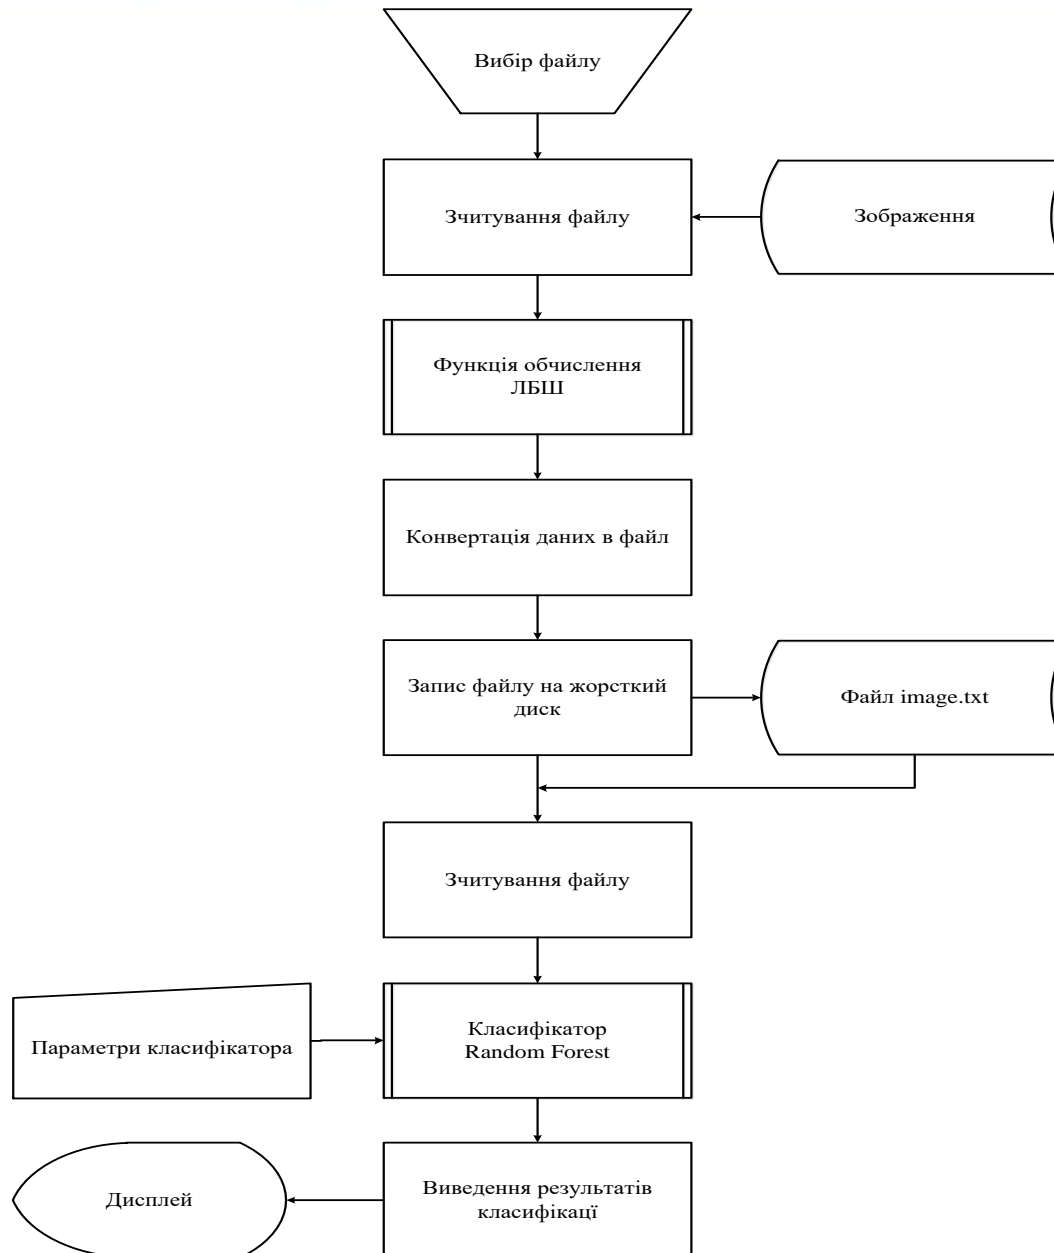 Вибір файлу
Зчитування файлу
Зображення
Функція обчислення
ЛБШ
Конвертація даних в файл
Запис файлу на жорсткий
диск
Файл image.txt
Зчитування файлу
Параметри класифікатора
Класифікатор
Random Forest
Дисплей
Виведення результатів
класифікації